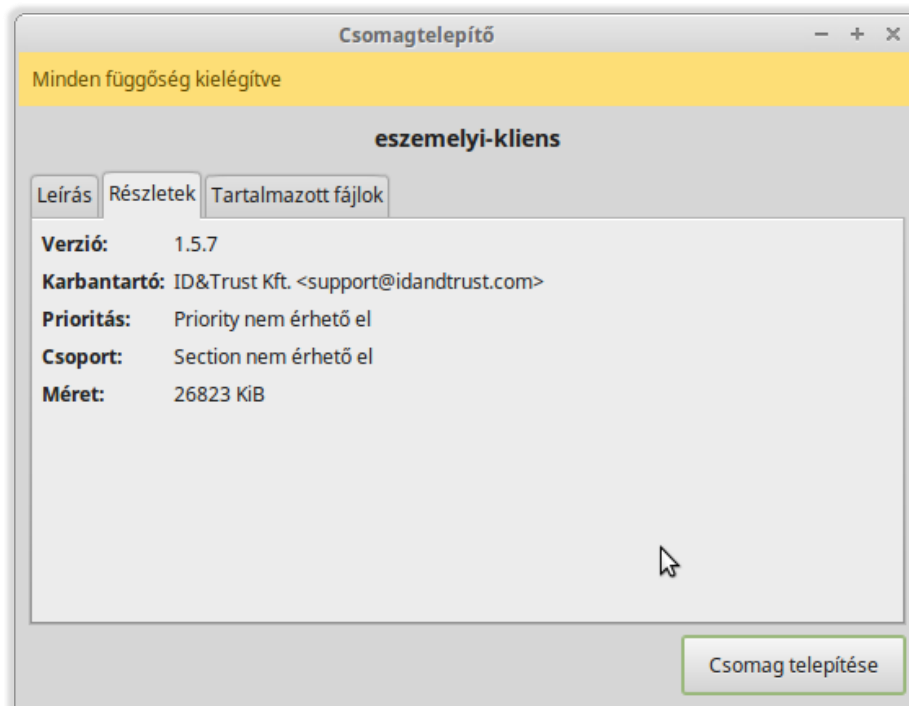 Csomagtelepítő
Minden függőség kielégítve
eszemelyi-kliens
Leírás Részletek Tartalmazott fájlok
Verzió: 1.5.7
Karbantartó: ID&Trust Kft. <support@idandtrust.com>
Prioritás: Priority nem érhető el
Csoport: Section nem érhető el
Méret: 26823 KiB
Csomag telepítése